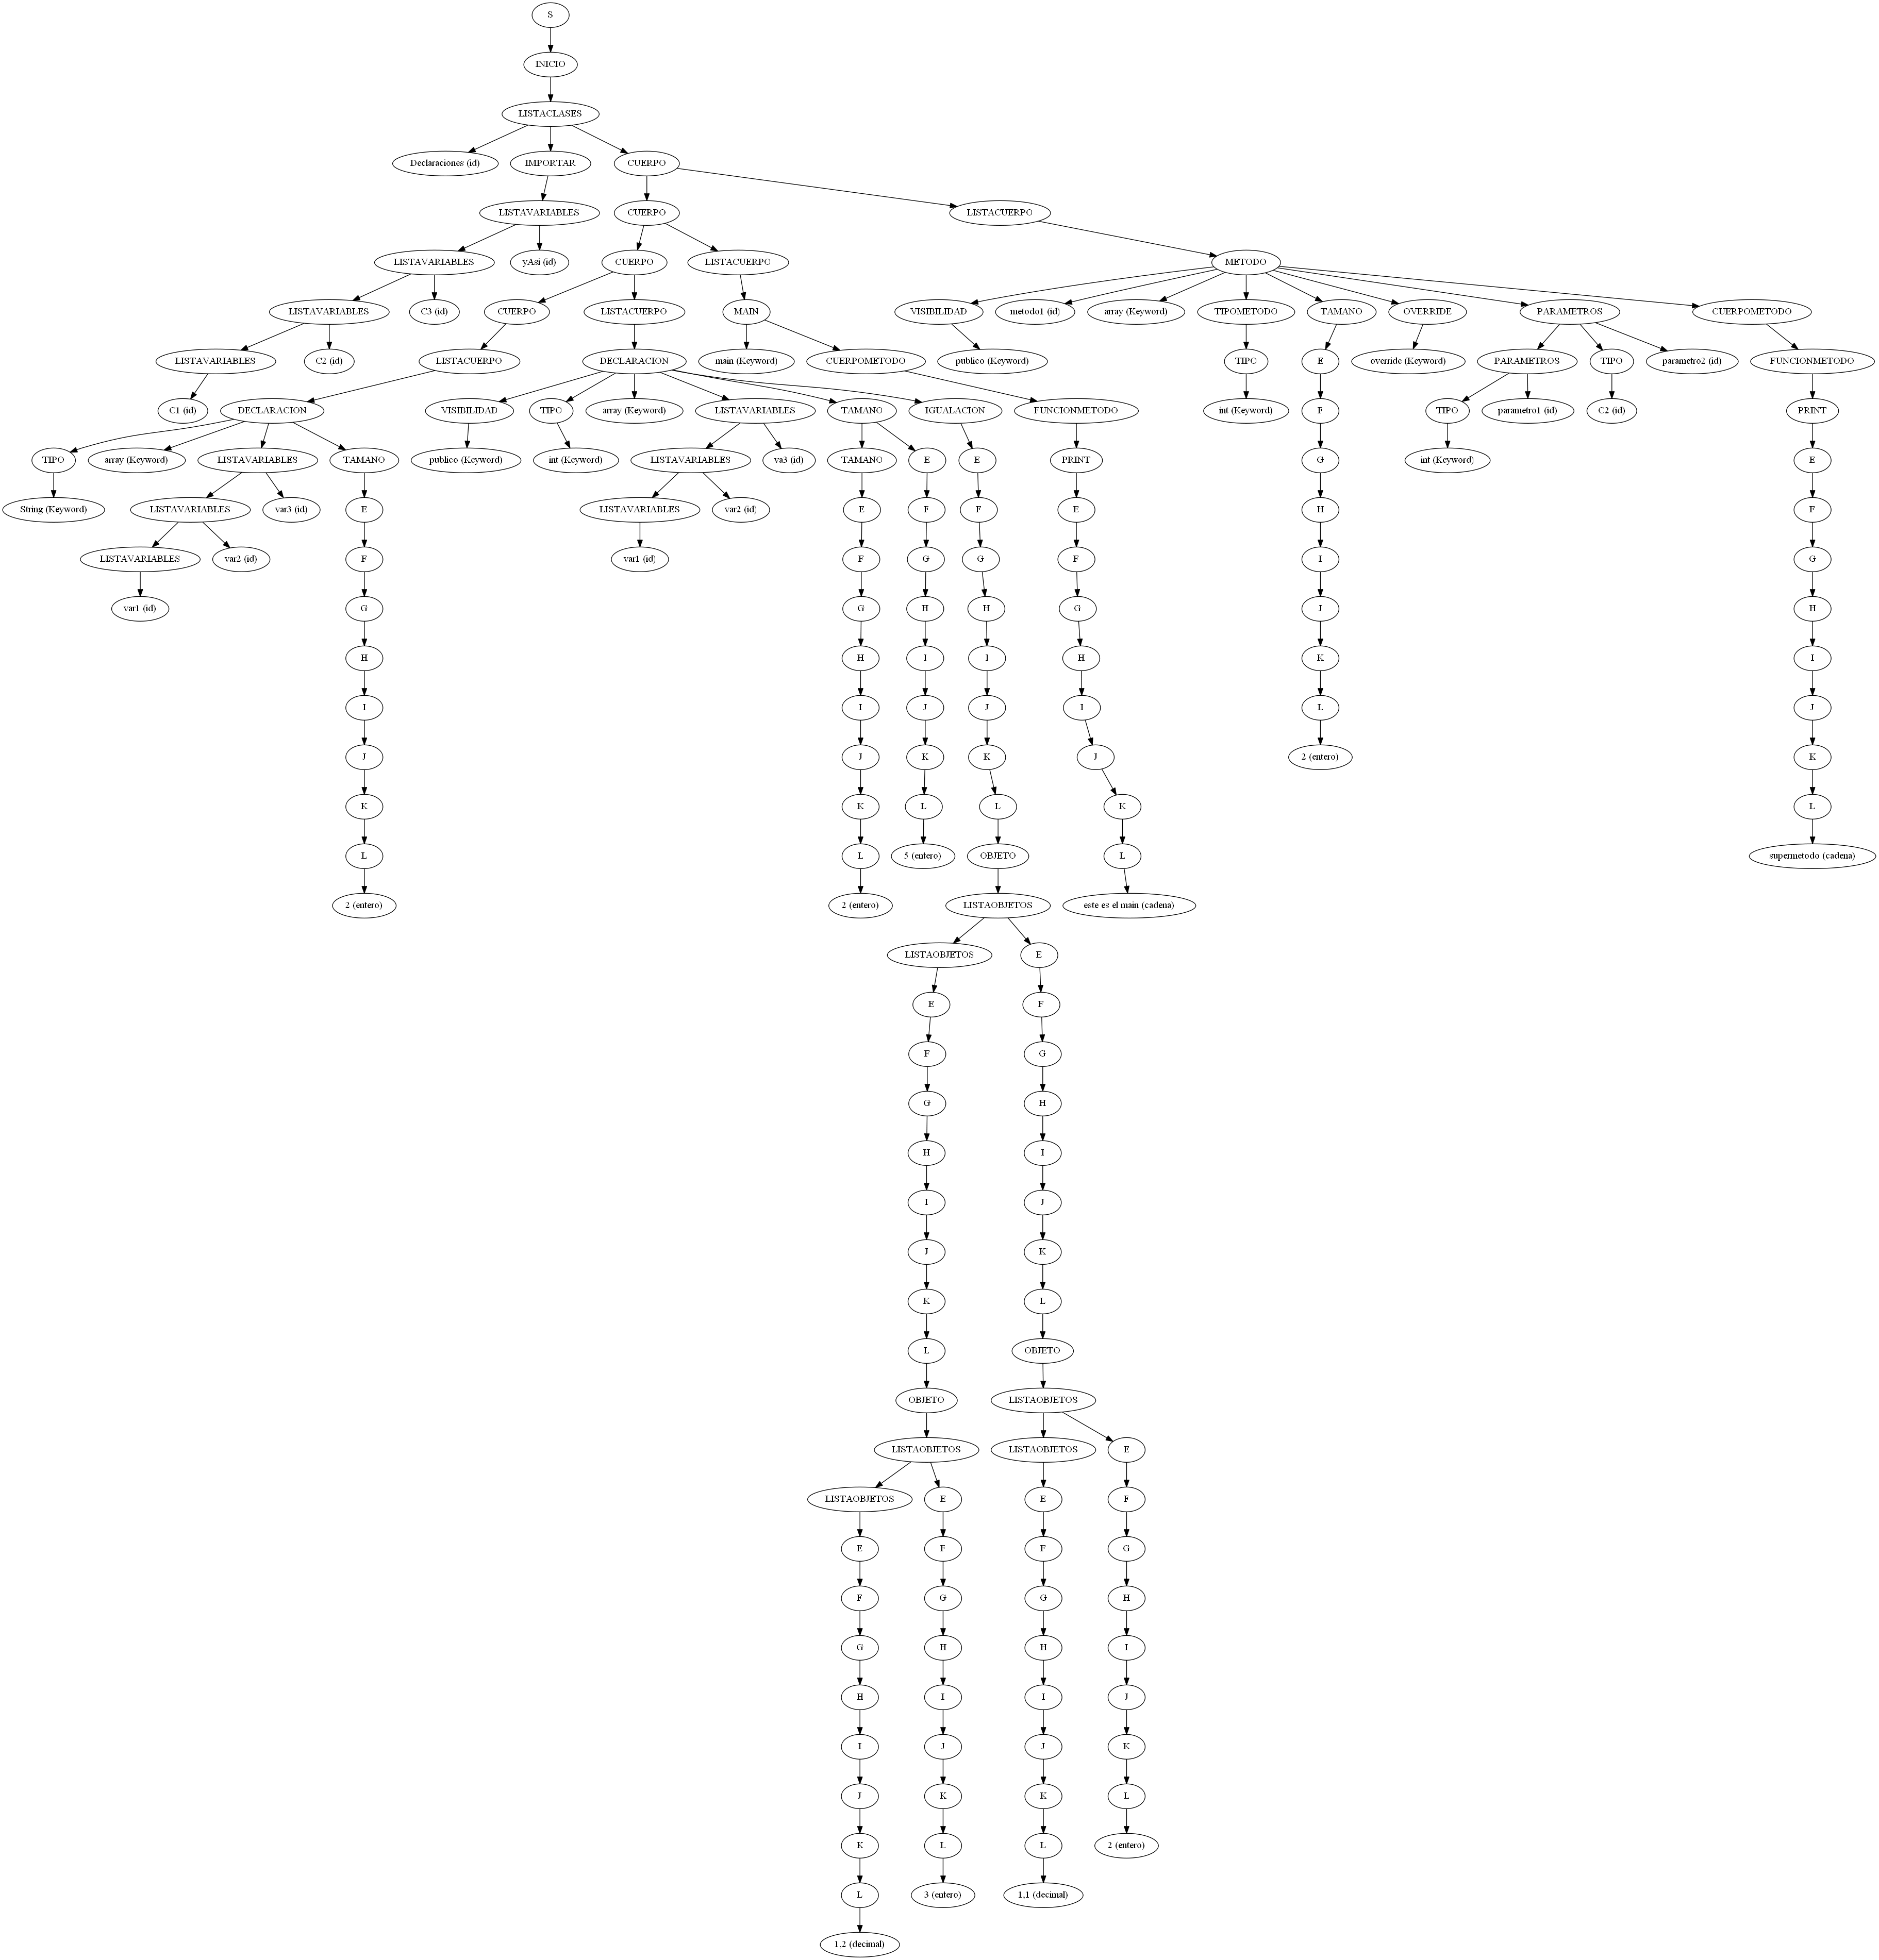 S
INICIO
LISTACLASES
Declaraciones (id)
IMPORTAR
CUERPO
LISTAVARIABLES
CUERPO
LISTACUERPO
LISTAVARIABLES
yAsi (id)
CUERPO
LISTACUERPO
METODO
LISTAVARIABLES
C3 (id)
CUERPO
LISTACUERPO
MAIN
VISIBILIDAD
metodo1 (id)
array (Keyword)
TIPOMETODO
TAMANO
OVERRIDE
PARAMETROS
CUERPOMETODO
LISTAVARIABLES
C2 (id)
LISTACUERPO
DECLARACION
main (Keyword)
CUERPOMETODO
publico (Keyword)
TIPO
E
override (Keyword)
PARAMETROS
TIPO
parametro2 (id)
FUNCIONMETODO
C1 (id)
DECLARACION
VISIBILIDAD
TIPO
array (Keyword)
LISTAVARIABLES
TAMANO
IGUALACION
FUNCIONMETODO
int (Keyword)
F
TIPO
parametro1 (id)
C2 (id)
PRINT
TIPO
array (Keyword)
LISTAVARIABLES
TAMANO
publico (Keyword)
int (Keyword)
LISTAVARIABLES
va3 (id)
TAMANO
E
E
PRINT
G
int (Keyword)
E
String (Keyword)
LISTAVARIABLES
var3 (id)
E
LISTAVARIABLES
var2 (id)
E
F
F
E
H
F
LISTAVARIABLES
var2 (id)
F
var1 (id)
F
G
G
F
I
G
var1 (id)
G
G
H
H
G
J
H
H
H
I
I
H
K
I
I
I
J
J
I
L
J
J
J
K
K
J
2 (entero)
K
K
K
L
L
K
L
L
L
5 (entero)
OBJETO
L
supermetodo (cadena)
2 (entero)
2 (entero)
LISTAOBJETOS
este es el main (cadena)
LISTAOBJETOS
E
E
F
F
G
G
H
H
I
I
J
J
K
K
L
L
OBJETO
OBJETO
LISTAOBJETOS
LISTAOBJETOS
LISTAOBJETOS
E
LISTAOBJETOS
E
E
F
E
F
F
G
F
G
G
H
G
H
H
I
H
I
I
J
I
J
J
K
J
K
K
L
K
L
L
2 (entero)
L
3 (entero)
1,1 (decimal)
1,2 (decimal)